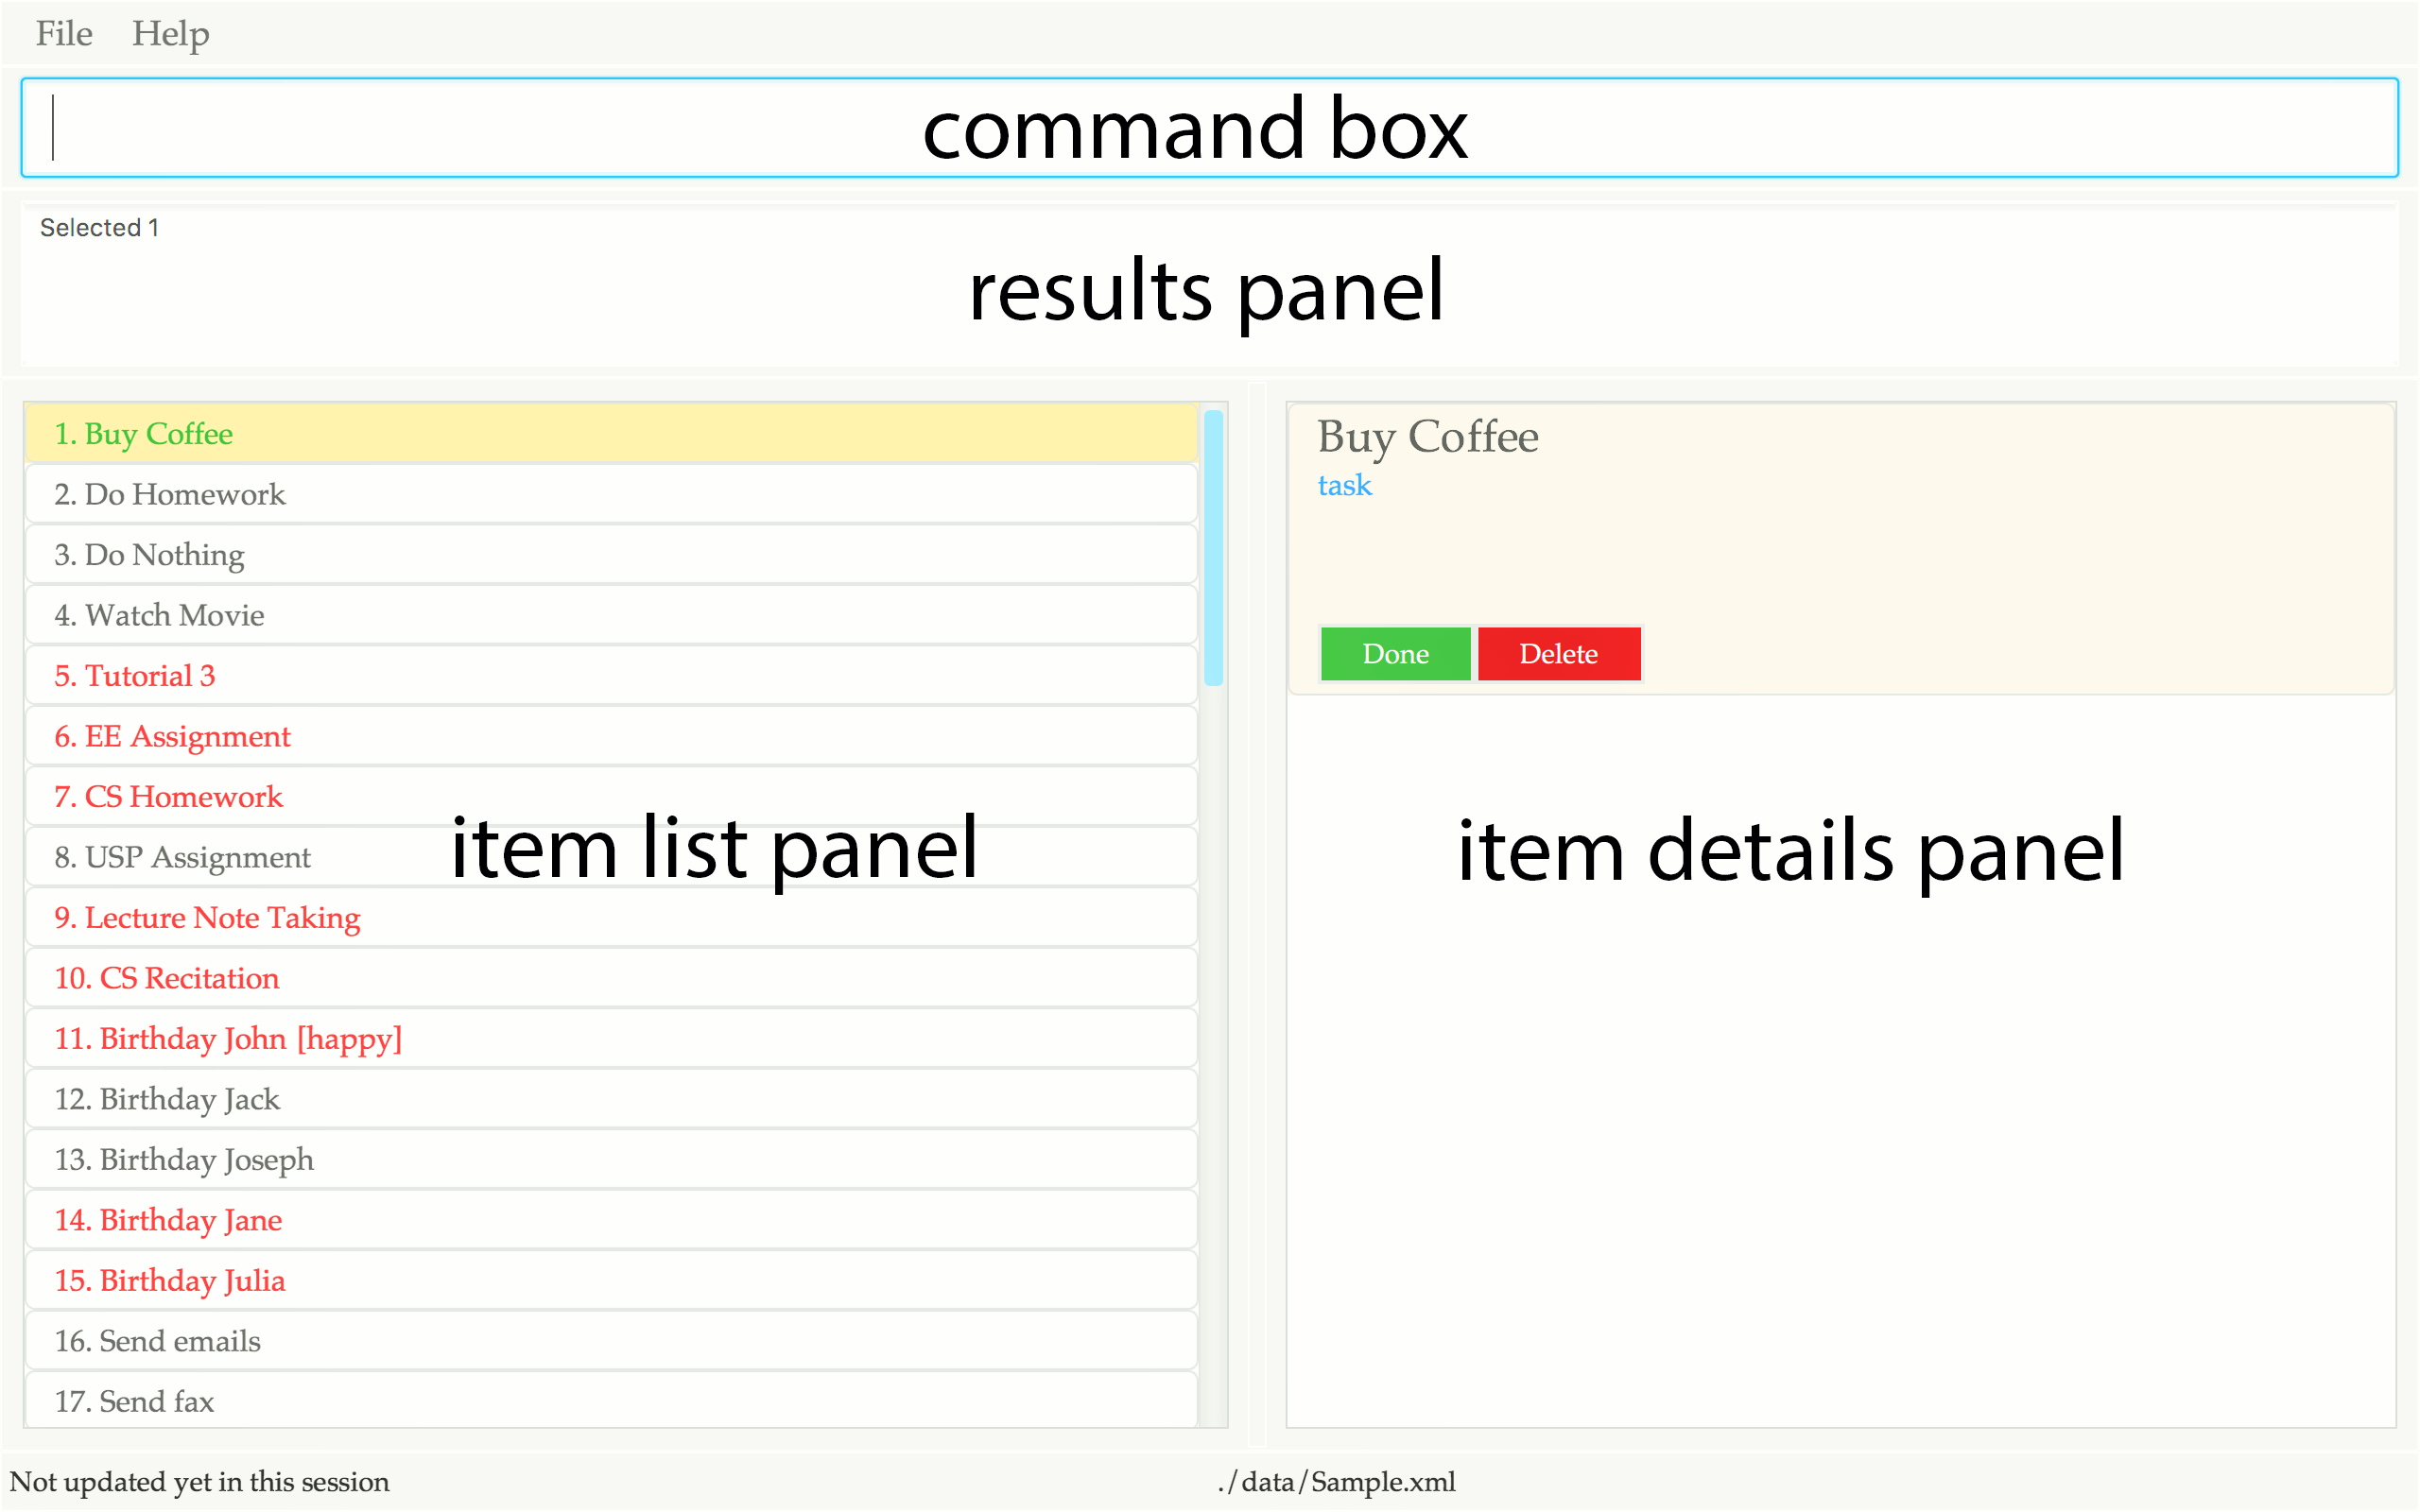 File Help
command box
Selected 1
results panel
1. Buy Coffee
2. Do Homework
3. Do Nothing
4. Watch Movie
5. Tutorial 3
6. EE Assignment
7. CS Homework
8. USP Assignment
9. Lecture Note Taking
10. CS Recitation
11. Birthday John [happy]
12. Birthday Jack
13. Birthday Joseph
14. Birthday Jane
15. Birthday Julia
16. Send emails
17. Send fax
item list panel
Buy Coffee
task
Done Delete
item details panel
Not updated yet in this session
./data/Sample.xml